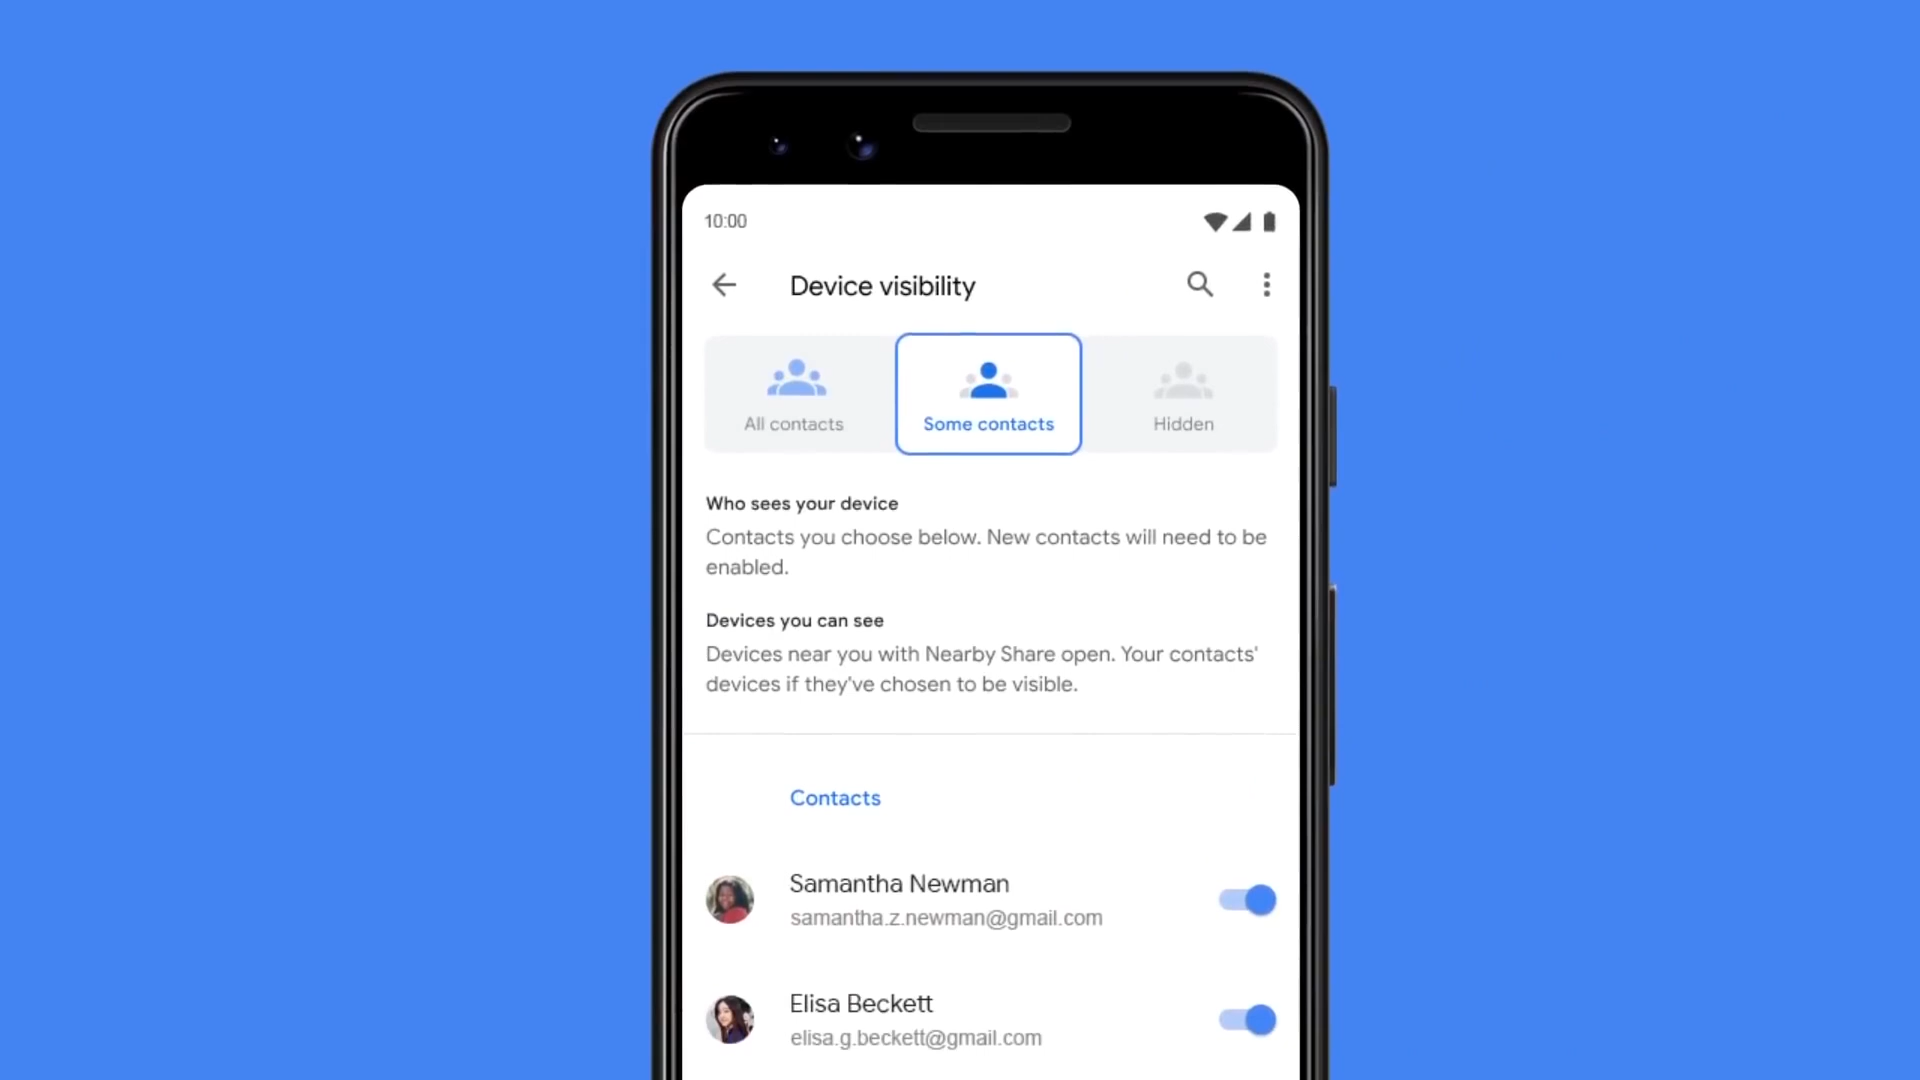 10:00
Device visibility
All contacts
Some contacts
Hidden
Who sees your device
Contacts you choose below. New contacts will need to be
enabled.
Devices you can see
Devices near you with Nearby Share open. Your contacts'
devices if they've chosen to be visible.
Contacts
Samantha Newman
samantha.z.newman@gmail.com
Elisa Beckett
elisa.g.beckett@gmail.com